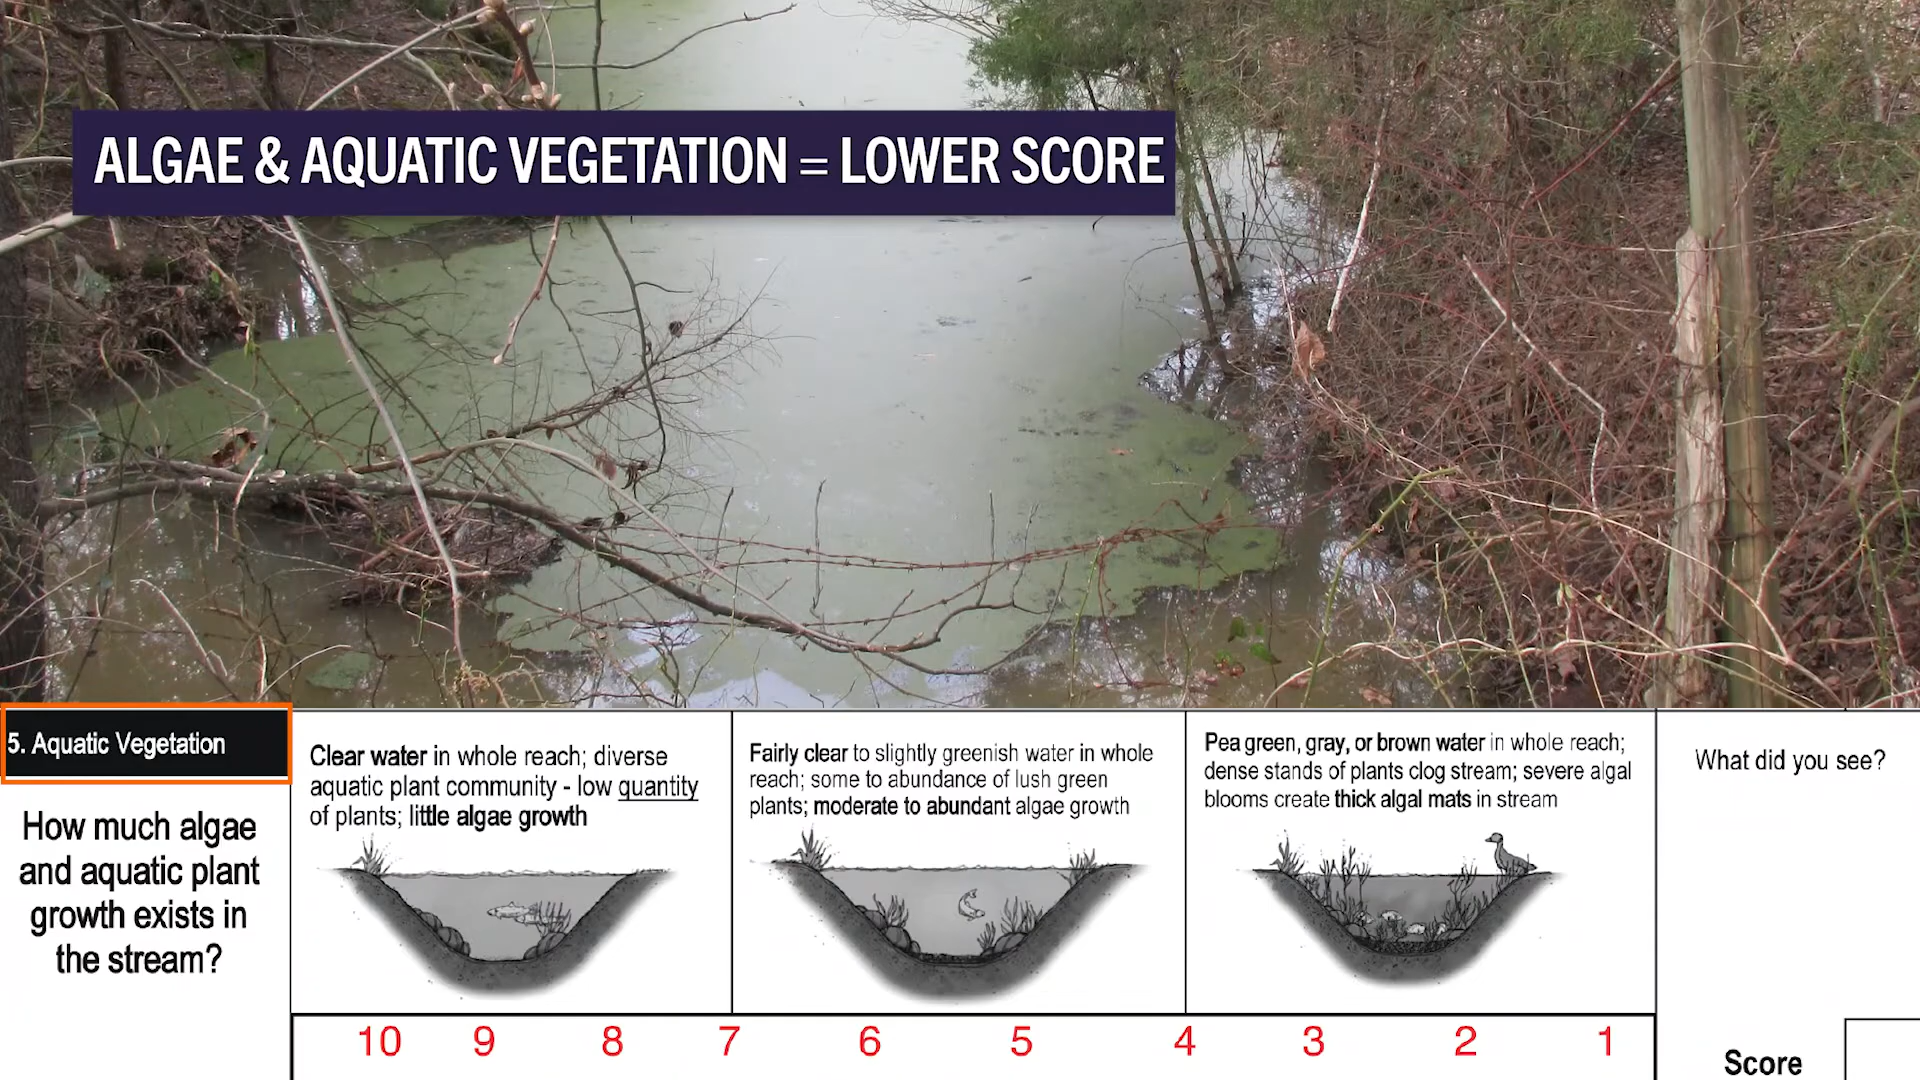 ALGAE & AQUATIC VEGETATION = LOWER SCORE
5. Aquatic Vegetation
How much algae
and aquatic plant
growth exists in
the stream?
Clear water in whole reach; diverse
aquatic plant community - low quantity
of plants; little algae growth
Fairly clear to slightly greenish water in whole
reach; some to abundance of lush green
plants; moderate to abundant algae growth
Pea green, gray, or brown water in whole reach;
dense stands of plants clog stream; severe algal
blooms create thick algal mats in stream
What did you see?
10 9 8 7 6 5 4 3 2 1
Score